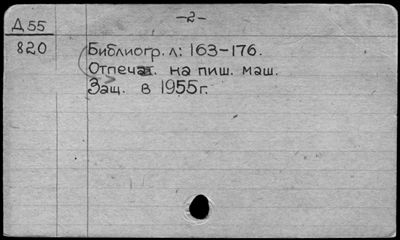 -2-
Д55
820
Библиогр. л: 163-176.
Отпечат. на пиш. маш.
Защ. в 1955г.